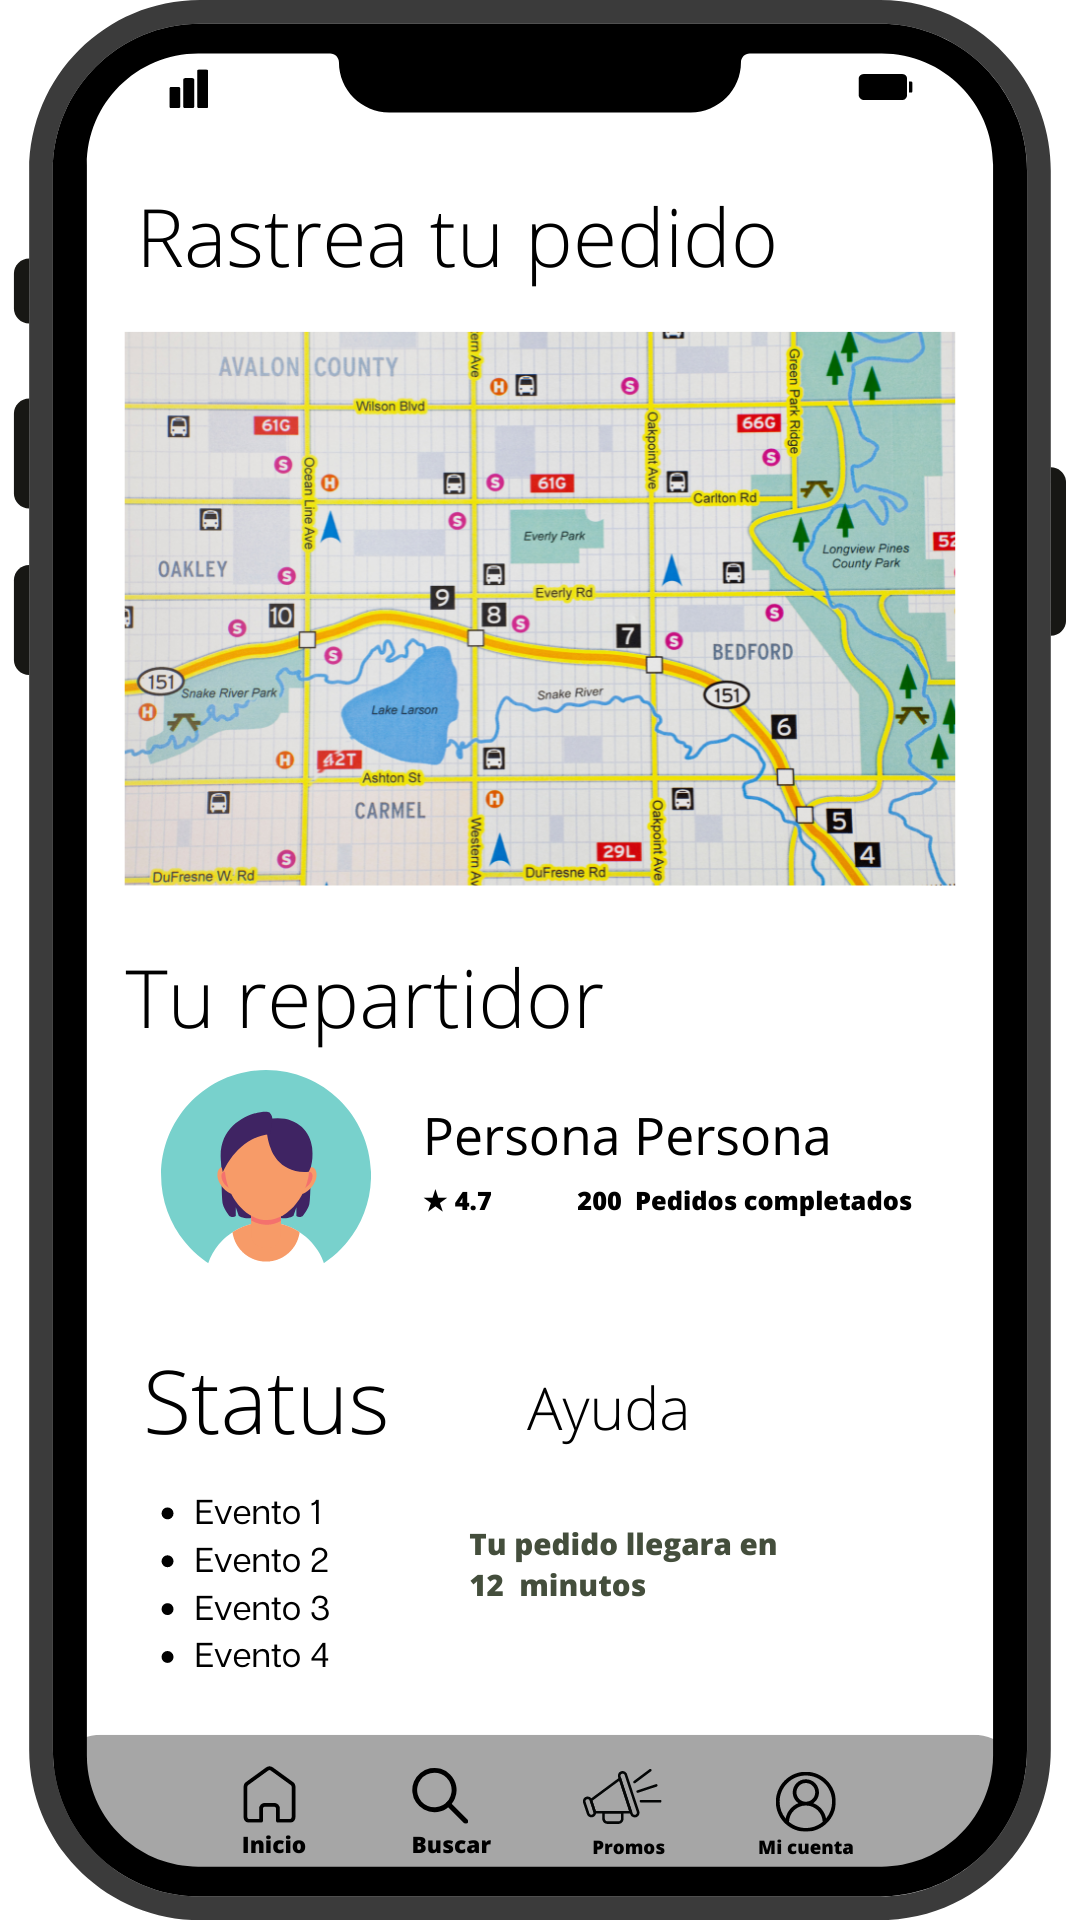 Rastrea tu pedido
AVALON COUNTY
ern Ave
Green Park Ridge
Wilson Blvd
H
S
61G
66G
Oakpoint Ave
S
Ocean Line Ave
H
S
61G
S
Carlton Rd
S
Everly Park
Longview Pines
County Park
52
OAKLEY
S
Everly Rd
9
10
8
7
S
S
S
S
S
BEDFORD
151
Snake River Park
Snake River
151
H
Lake Larson
6
H
42T
Ashton St
CARMEL
H
Western Av
Oakpoint Ave
5
4
S
29L
DuFresne W. Rd
DuFresne Rd
Tu repartidor
Persona Persona
★ 4.7 200 Pedidos completados
Status
Ayuda
• Evento 1
• Evento 2
• Evento 3
• Evento 4
Tu pedido llegara en
12 minutos
Inicio
Buscar
Promos
Mi cuenta